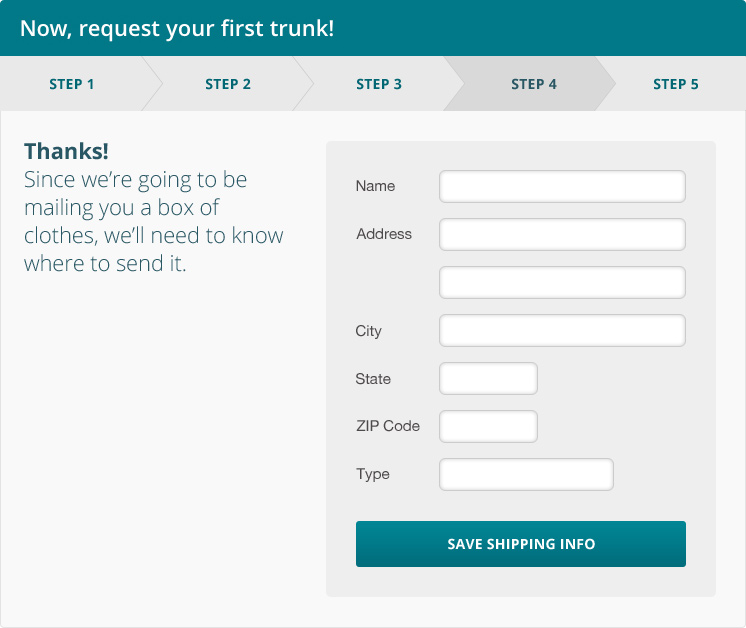 Now, request your first trunk!
STEP 1
STEP 2
STEP 3
STEP 4
STEP 5
Thanks!
Since we’re going to be
mailing you a box of
clothes, we’ll need to know
where to send it.
Name
Address
City
State
ZIP Code
Type
SAVE SHIPPING INFO